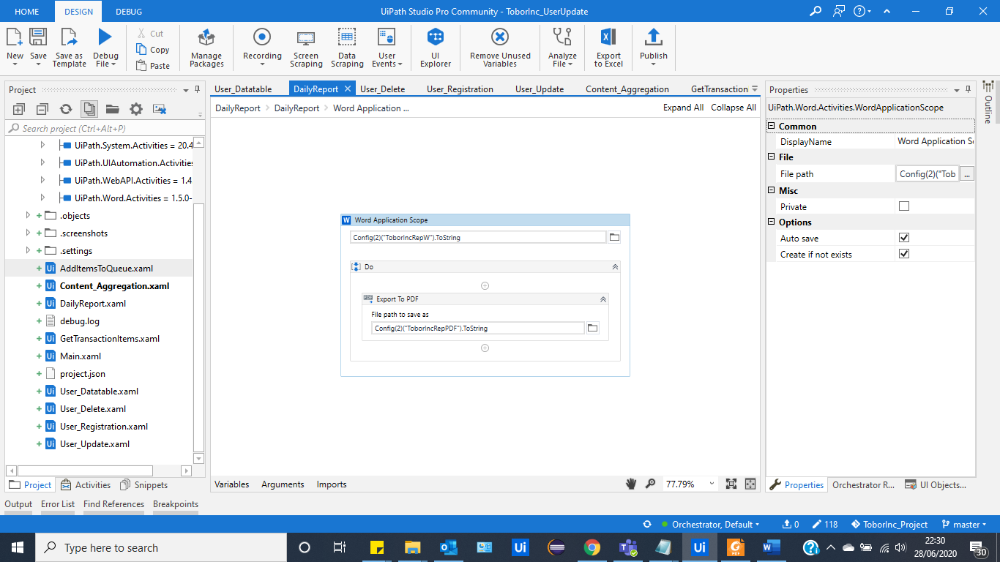 HOME DESIGN DEBUG UiPath Studio Pro Community - ToborInc_UserUpdate
New Save Save as Template Debug File Cut Copy Paste Manage Packages Recording Screen Scraping Data Scraping User Events UI Explorer Remove Unused Variables Analyze File Export to Excel Publish
Project
Search project (Ctrl+Alt+P)
UiPath.System.Activities = 20.4
UiPath.UIAutomation.Activities
UiPath.WebAPI.Activities = 1.4
UiPath.Word.Activities = 1.5.0-
.objects
.screenshots
.settings
AddItemsToQueue.xaml
Content_Aggregation.xaml
DailyReport.xaml
debug.log
GetTransactionItems.xaml
Main.xaml
project.json
User_Datatable.xaml
User_Delete.xaml
User_Registration.xaml
User_Update.xaml
Project Activities Snippets
User_Datatable DailyReport User_Delete User_Registration User_Update Content_Aggregation GetTransaction
DailyReport DailyReport Word Application ... Expand All Collapse All
Word Application Scope
Config(2)("ToborIncRepW").ToString
Do
Export To PDF
File path to save as
Config(2)("ToborIncRepPDF").ToString
Variables Arguments Imports 77.79%
Properties
UiPath.Word.Activities.WordApplicationScope
Common
DisplayName Word Application S
File
File path Config(2)("Tob ...
Misc
Private
Options
Auto save
Create if not exists
Properties Orchestrator R... UI Objects...
Outline
Output Error List Find References Breakpoints
Orchestrator, Default 0 118 ToborInc_Project master
Type here to search
22:30
28/06/2020
30